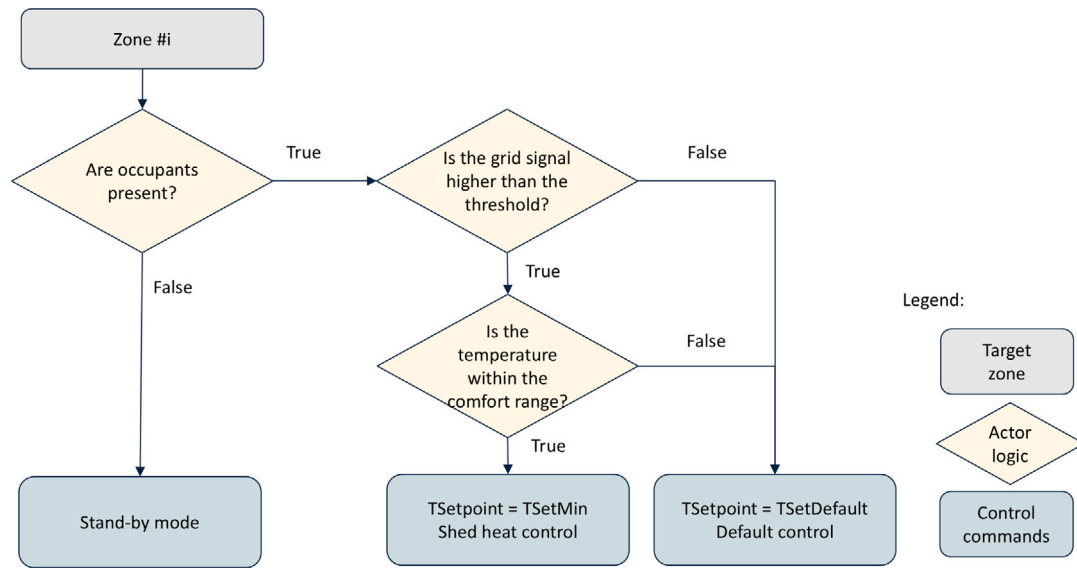 Zone #i
Are occupants
present?
True
Is the grid signal
higher than the
threshold?
False
False
True
Is the
temperature
within the
comfort range?
False
True
Stand-by mode
TSetpoint = TSetMin
Shed heat control
TSetpoint = TSetDefault
Default control
Legend:
Target
zone
Actor
logic
Control
commands